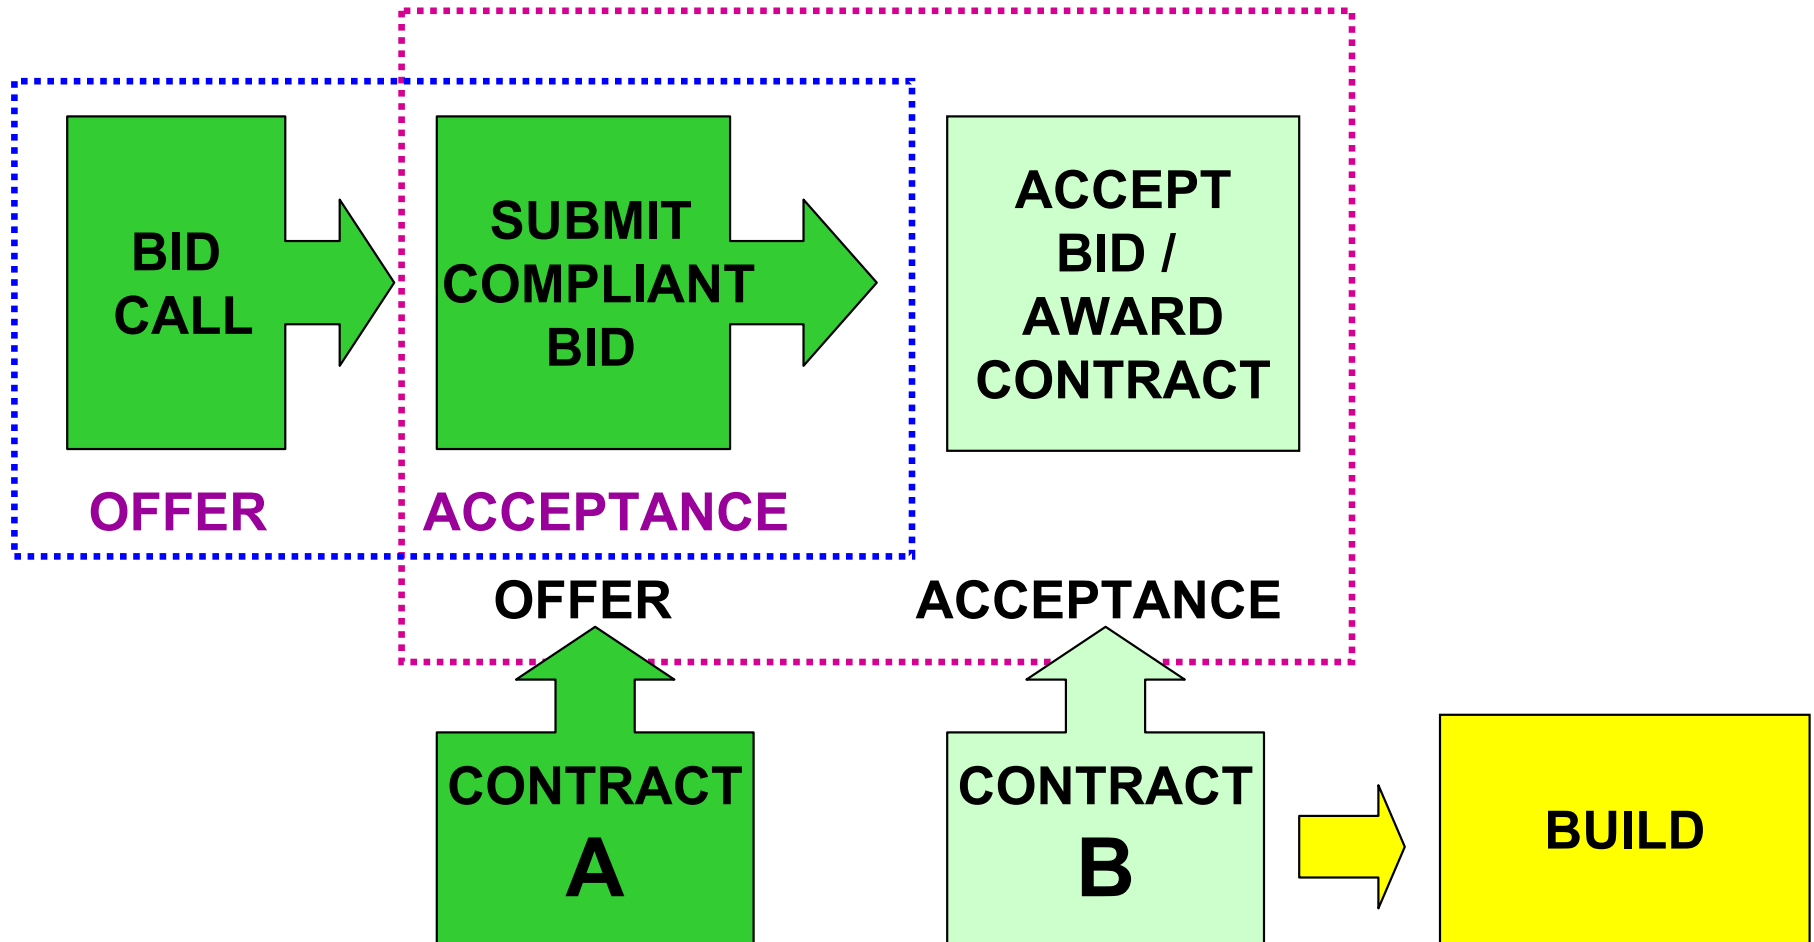 BID
CALL
SUBMIT
COMPLIANT
BID
ACCEPT
BID /
AWARD
CONTRACT
OFFER
ACCEPTANCE
OFFER
ACCEPTANCE
CONTRACT
A
CONTRACT
B
BUILD